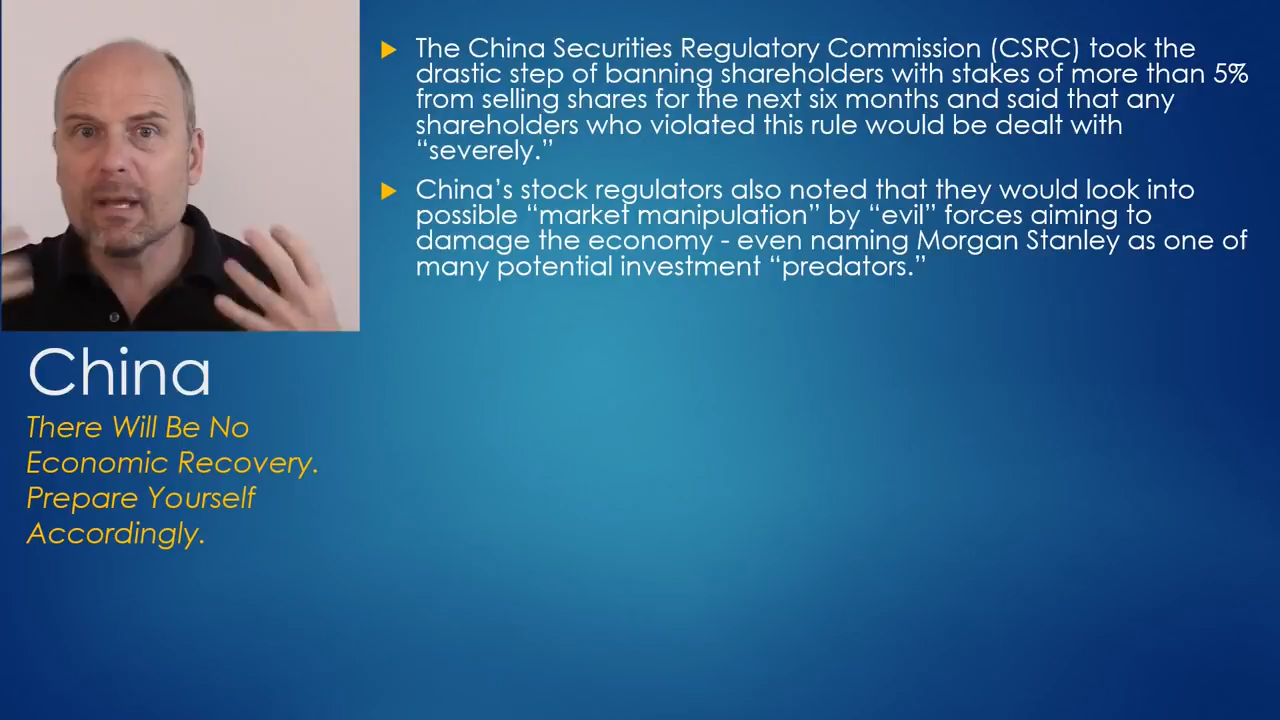 The China Securities Regulatory Commission (CSRC) took the
drastic step of banning shareholders with stakes of more than 5%
from selling shares for the next six months and said that any
shareholders who violated this rule would be dealt with
“severely.”
China’s stock regulators also noted that they would look into
possible “market manipulation” by “evil” forces aiming to
damage the economy - even naming Morgan Stanley as one of
many potential investment “predators.”
China
There Will Be No
Economic Recovery.
Prepare Yourself
Accordingly.